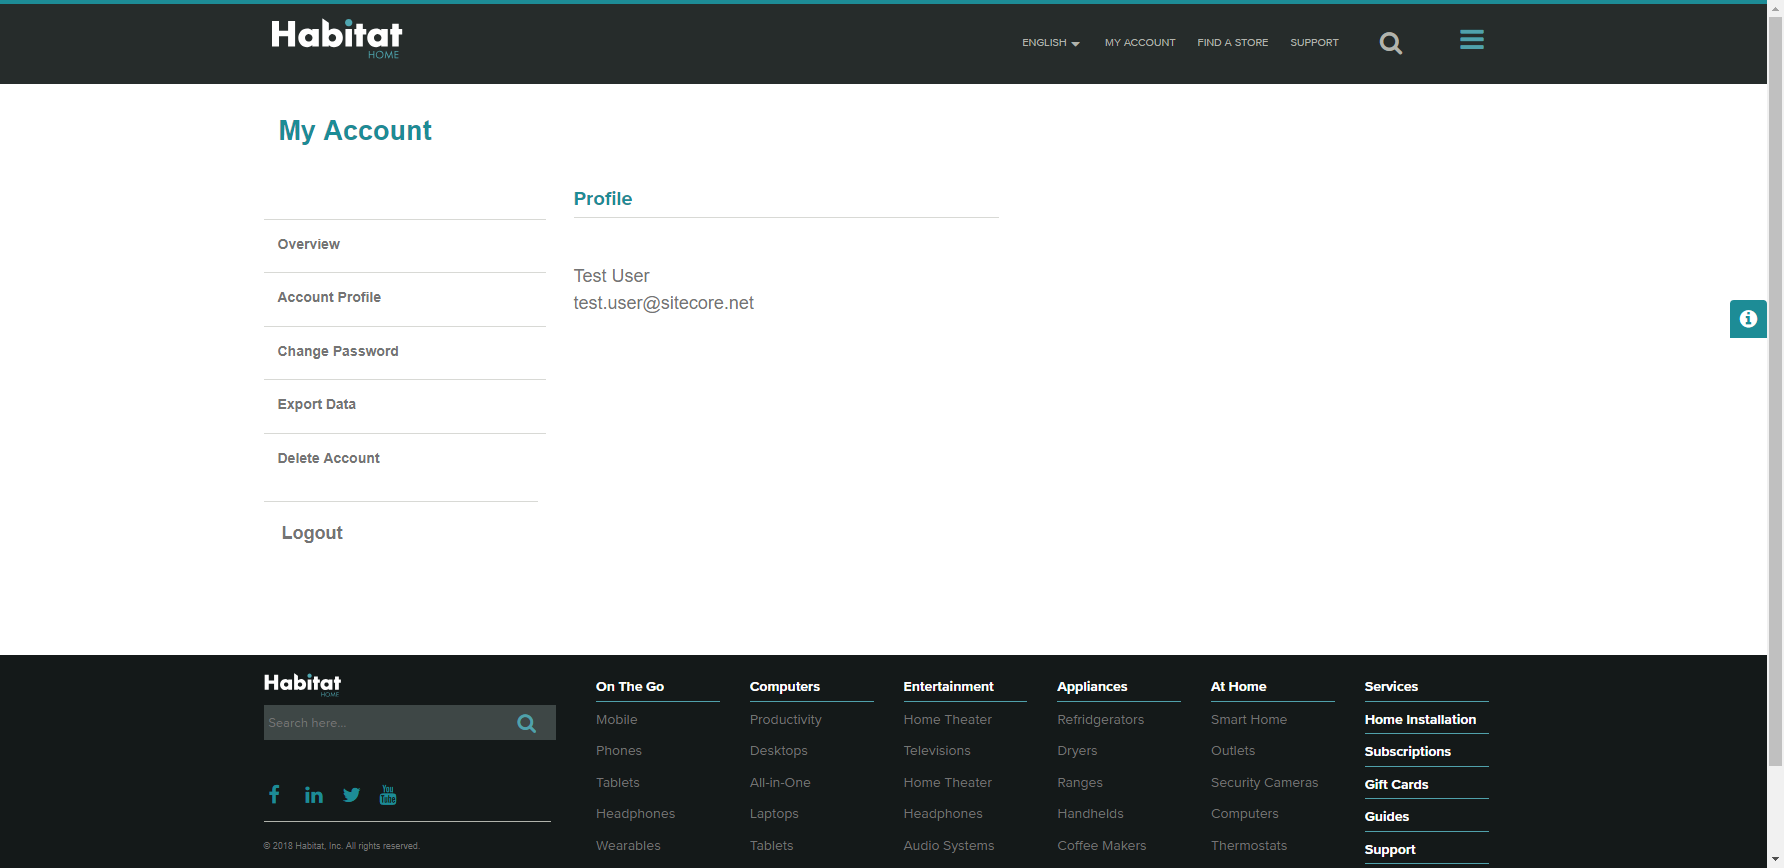 Habitat
HOME
ENGLISH
MY ACCOUNT
FIND A STORE
SUPPORT
My Account
Overview
Account Profile
Change Password
Export Data
Delete Account
Logout
Profile
Test User
test.user@sitecore.net
Habitat
HOME
Search here...
You
Tube
© 2018 Habitat, Inc. All rights reserved.
On The Go
Mobile
Phones
Tablets
Headphones
Wearables
Computers
Productivity
Desktops
All-in-One
Laptops
Tablets
Entertainment
Home Theater
Televisions
Home Theater
Headphones
Audio Systems
Appliances
Refridgerators
Dryers
Ranges
Handhelds
Coffee Makers
At Home
Smart Home
Outlets
Security Cameras
Computers
Thermostats
Services
Home Installation
Subscriptions
Gift Cards
Guides
Support